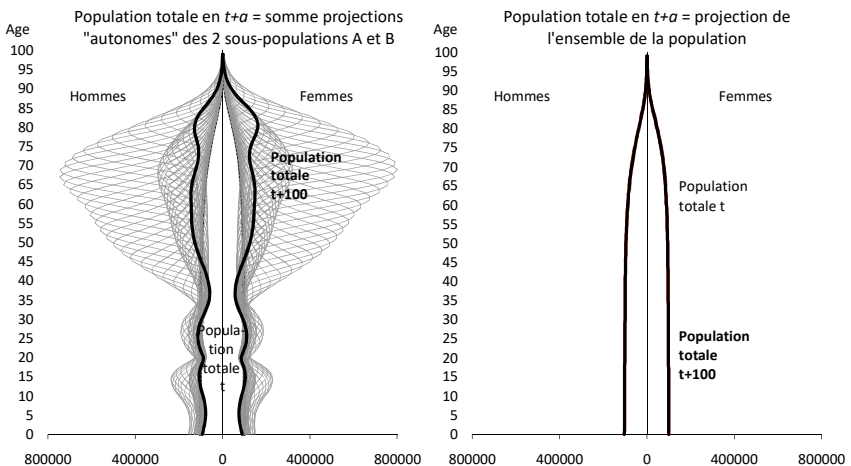 Population totale en t+a = somme projections
"autonomes" des 2 sous-populations A et B
Age
100
95
90
85
80
75
70
65
60
55
50
45
40
35
30
25
20
15
10
5
0
Hommes
Femmes
Population
totale
t+100
Popula-
tion
totale
t
800000 400000 0 400000 800000
Population totale en t+a = projection de
l'ensemble de la population
Age
100
95
90
85
80
75
70
65
60
55
50
45
40
35
30
25
20
15
10
5
0
Hommes
Femmes
Population
totale t
Population
totale
t+100
800000 400000 0 400000 800000